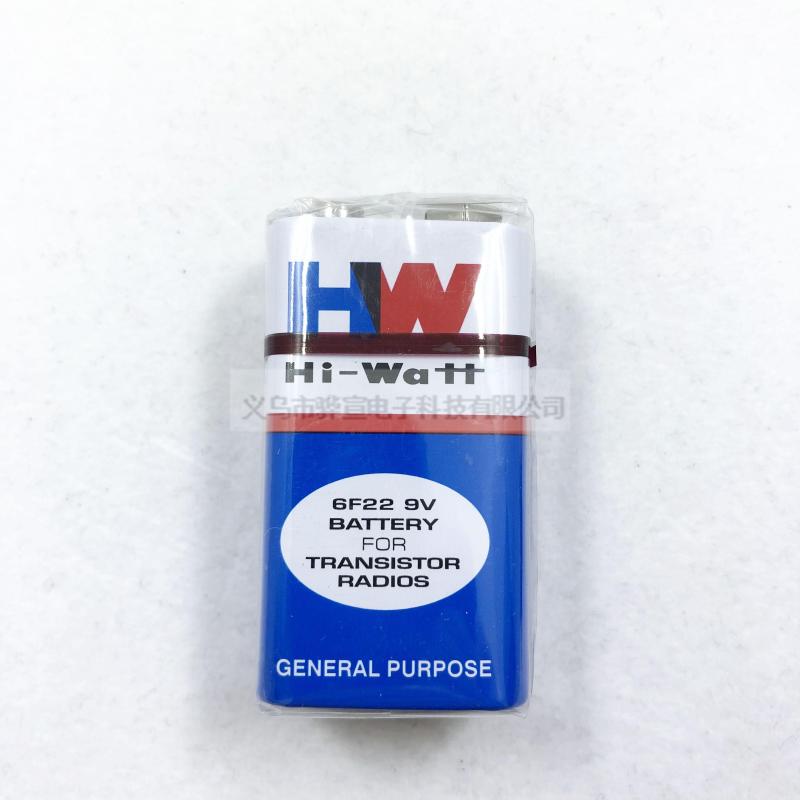 HW
Hi-Watt
义乌市骅宣电子科技有限公司
6F22 9V
BATTERY
FOR
TRANSISTOR
RADIOS
GENERAL PURPOSE